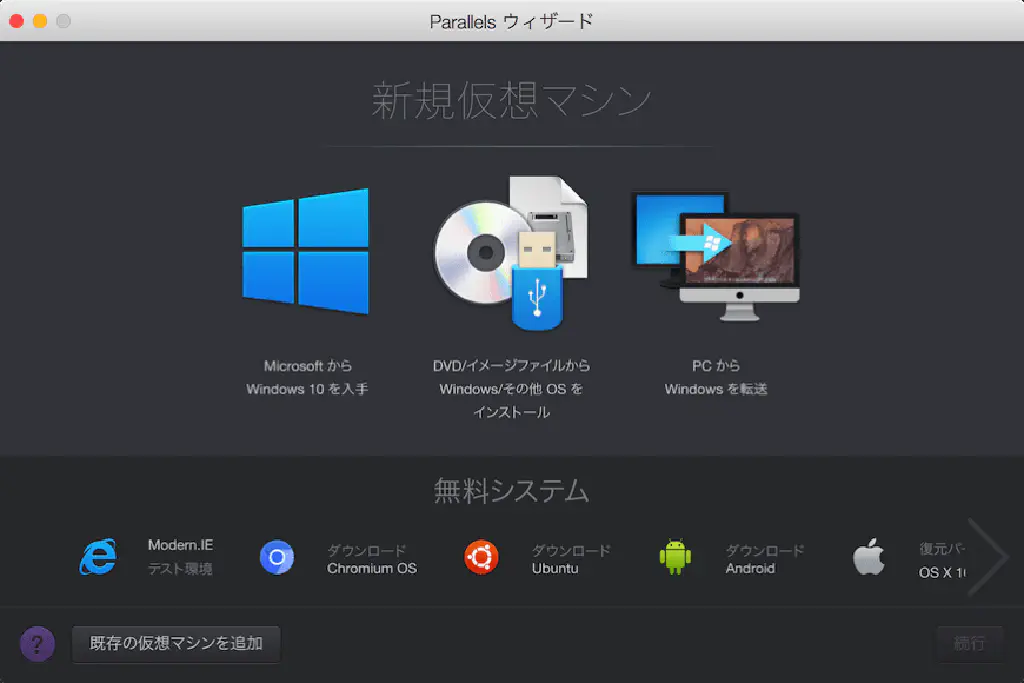 Parallels ウィザード
新規仮想マシン
Microsoft から
Windows 10 を入手
DVD/イメージファイルから
Windows/その他 OS を
インストール
PC から
Windows を転送
無料システム
Modern.IE
テスト環境
ダウンロード
Chromium OS
ダウンロード
Ubuntu
ダウンロード
Android
復元パ
OS X
?
既存の仮想マシンを追加
続行